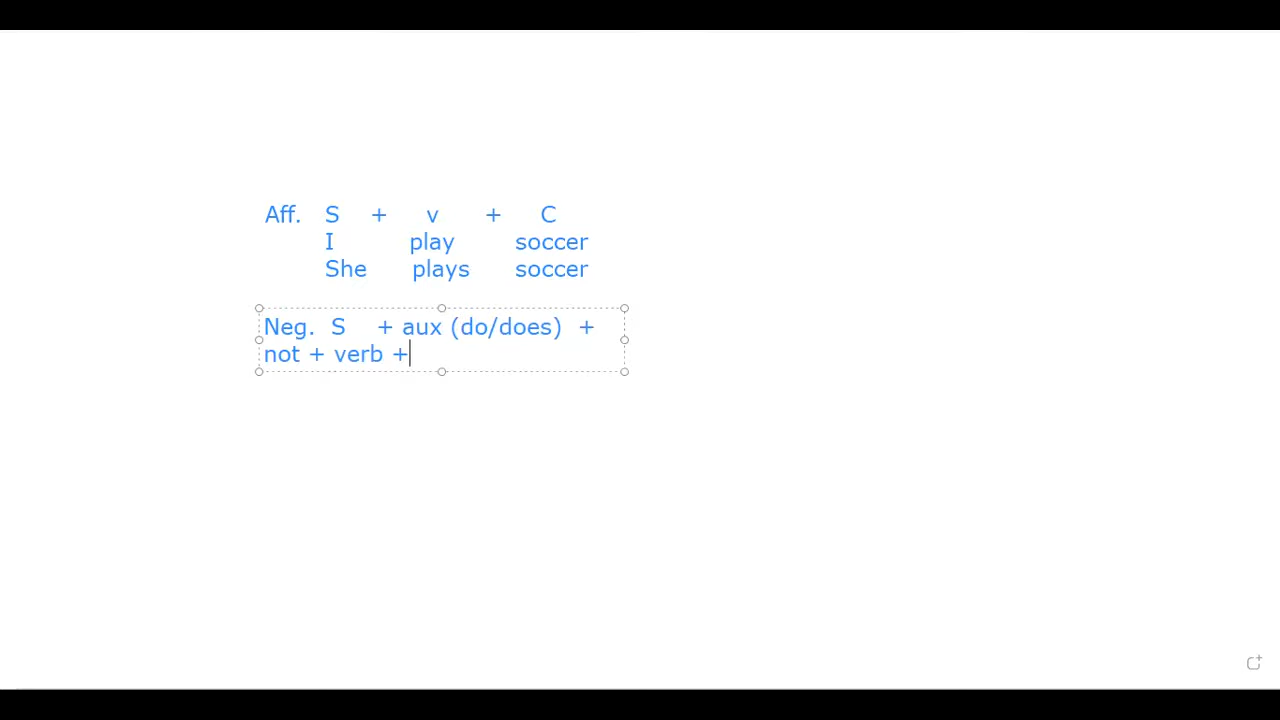 Aff. S + v + C
I play soccer
She plays soccer
Neg. S + aux (do/does) +
not + verb +